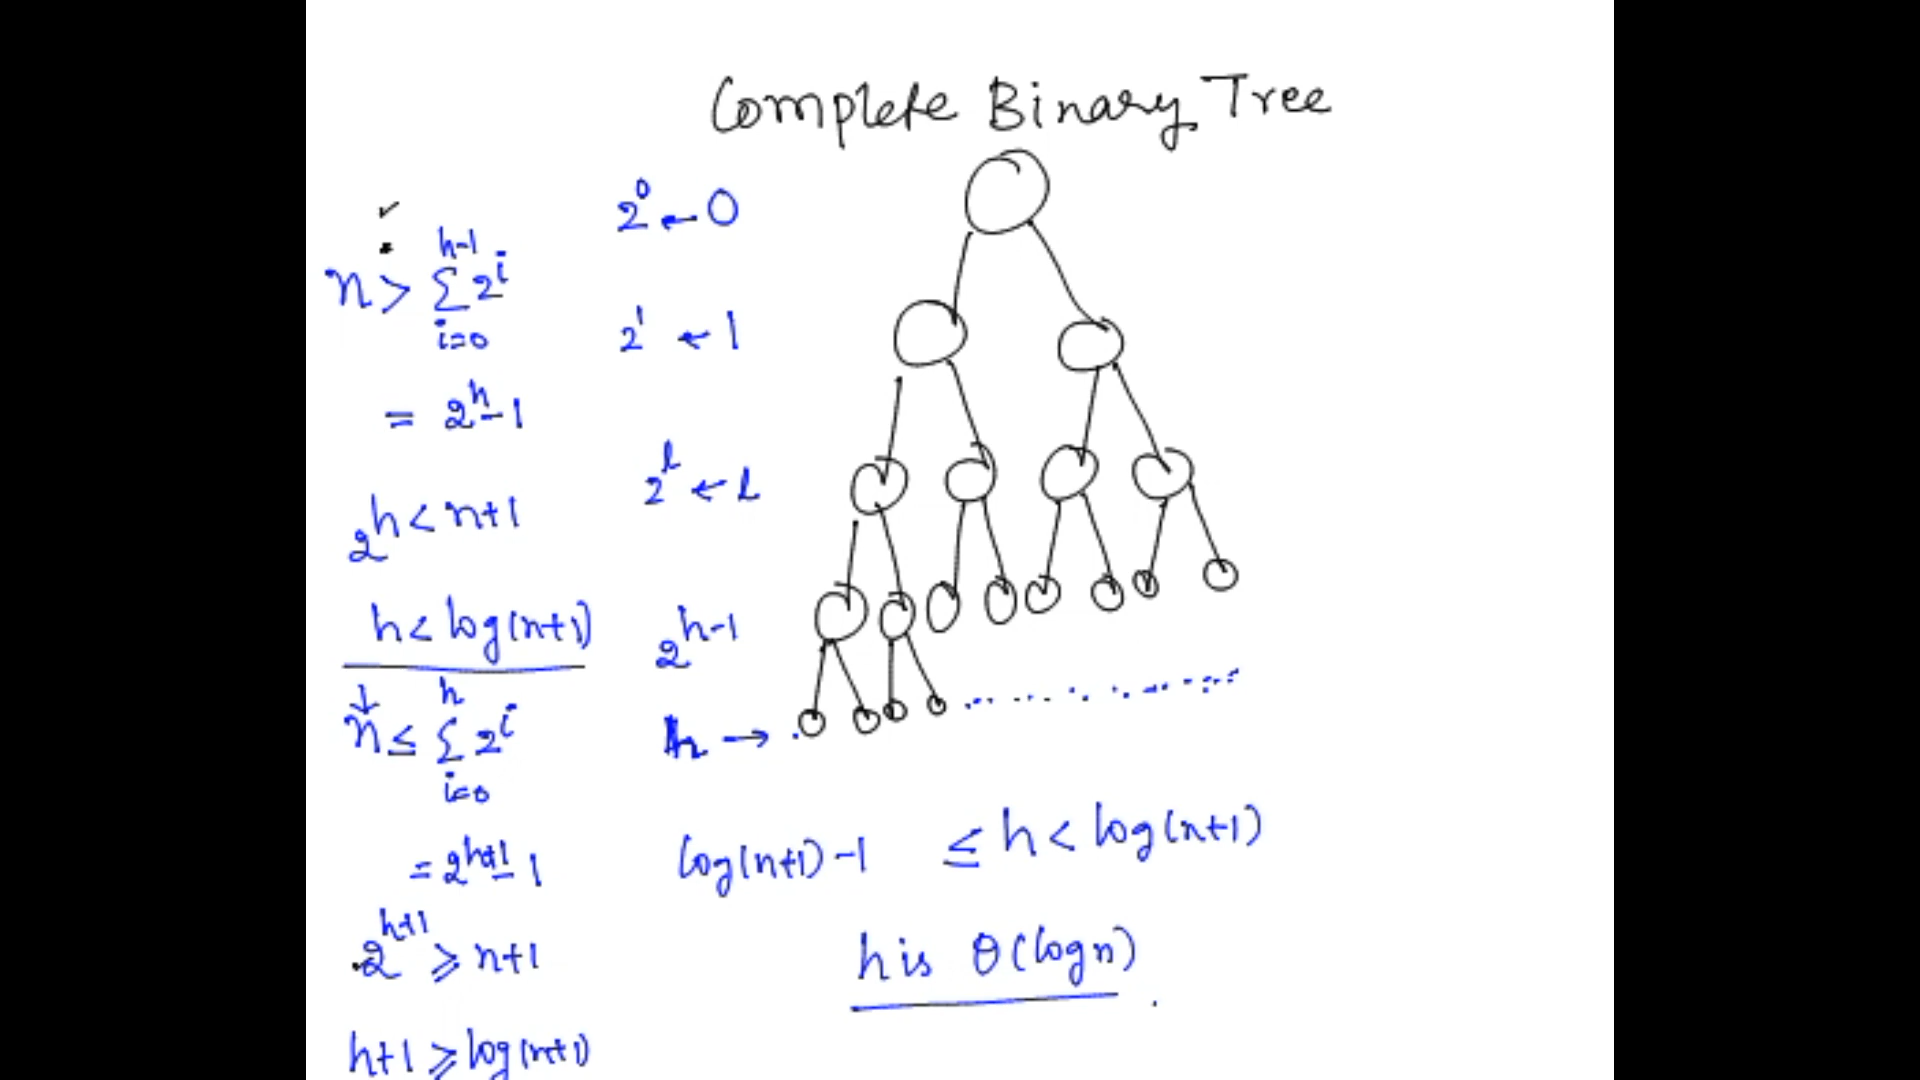 Complete Binary Tree
n > h-1 Σ i=0 2^i
= 2^h - 1
2^h < n+1
h < log(n+1)
n ≤ h Σ i=0 2^i
= 2^{h+1} - 1
2^{h+1} ≥ n+1
h+1 ≥ log(n+1)
2^0 ← 0
2^1 ← 1
2^l ← l
2^{h-1}
h →
log(n+1) - 1 ≤ h < log(n+1)
h is θ(log n)